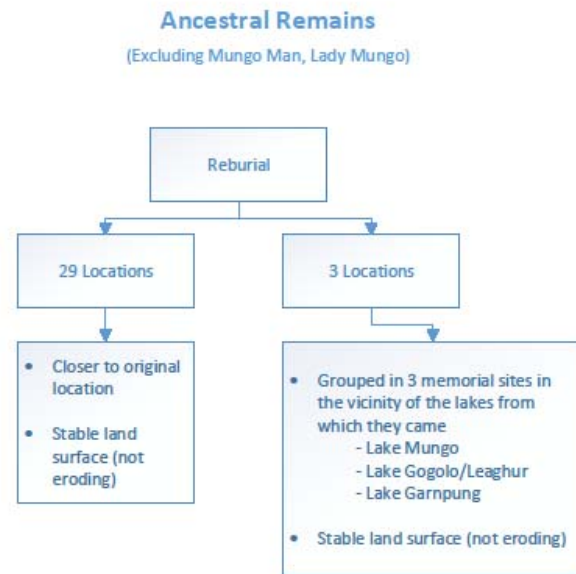 Ancestral Remains
(Excluding Mungo Man, Lady Mungo)
Reburial
29 Locations
3 Locations
• Closer to original
location
• Stable land
surface (not
eroding)
• Grouped in 3 memorial sites in
the vicinity of the lakes from
which they came
- Lake Mungo
- Lake Gogolo/Leaghur
- Lake Garnpung
• Stable land surface (not eroding)